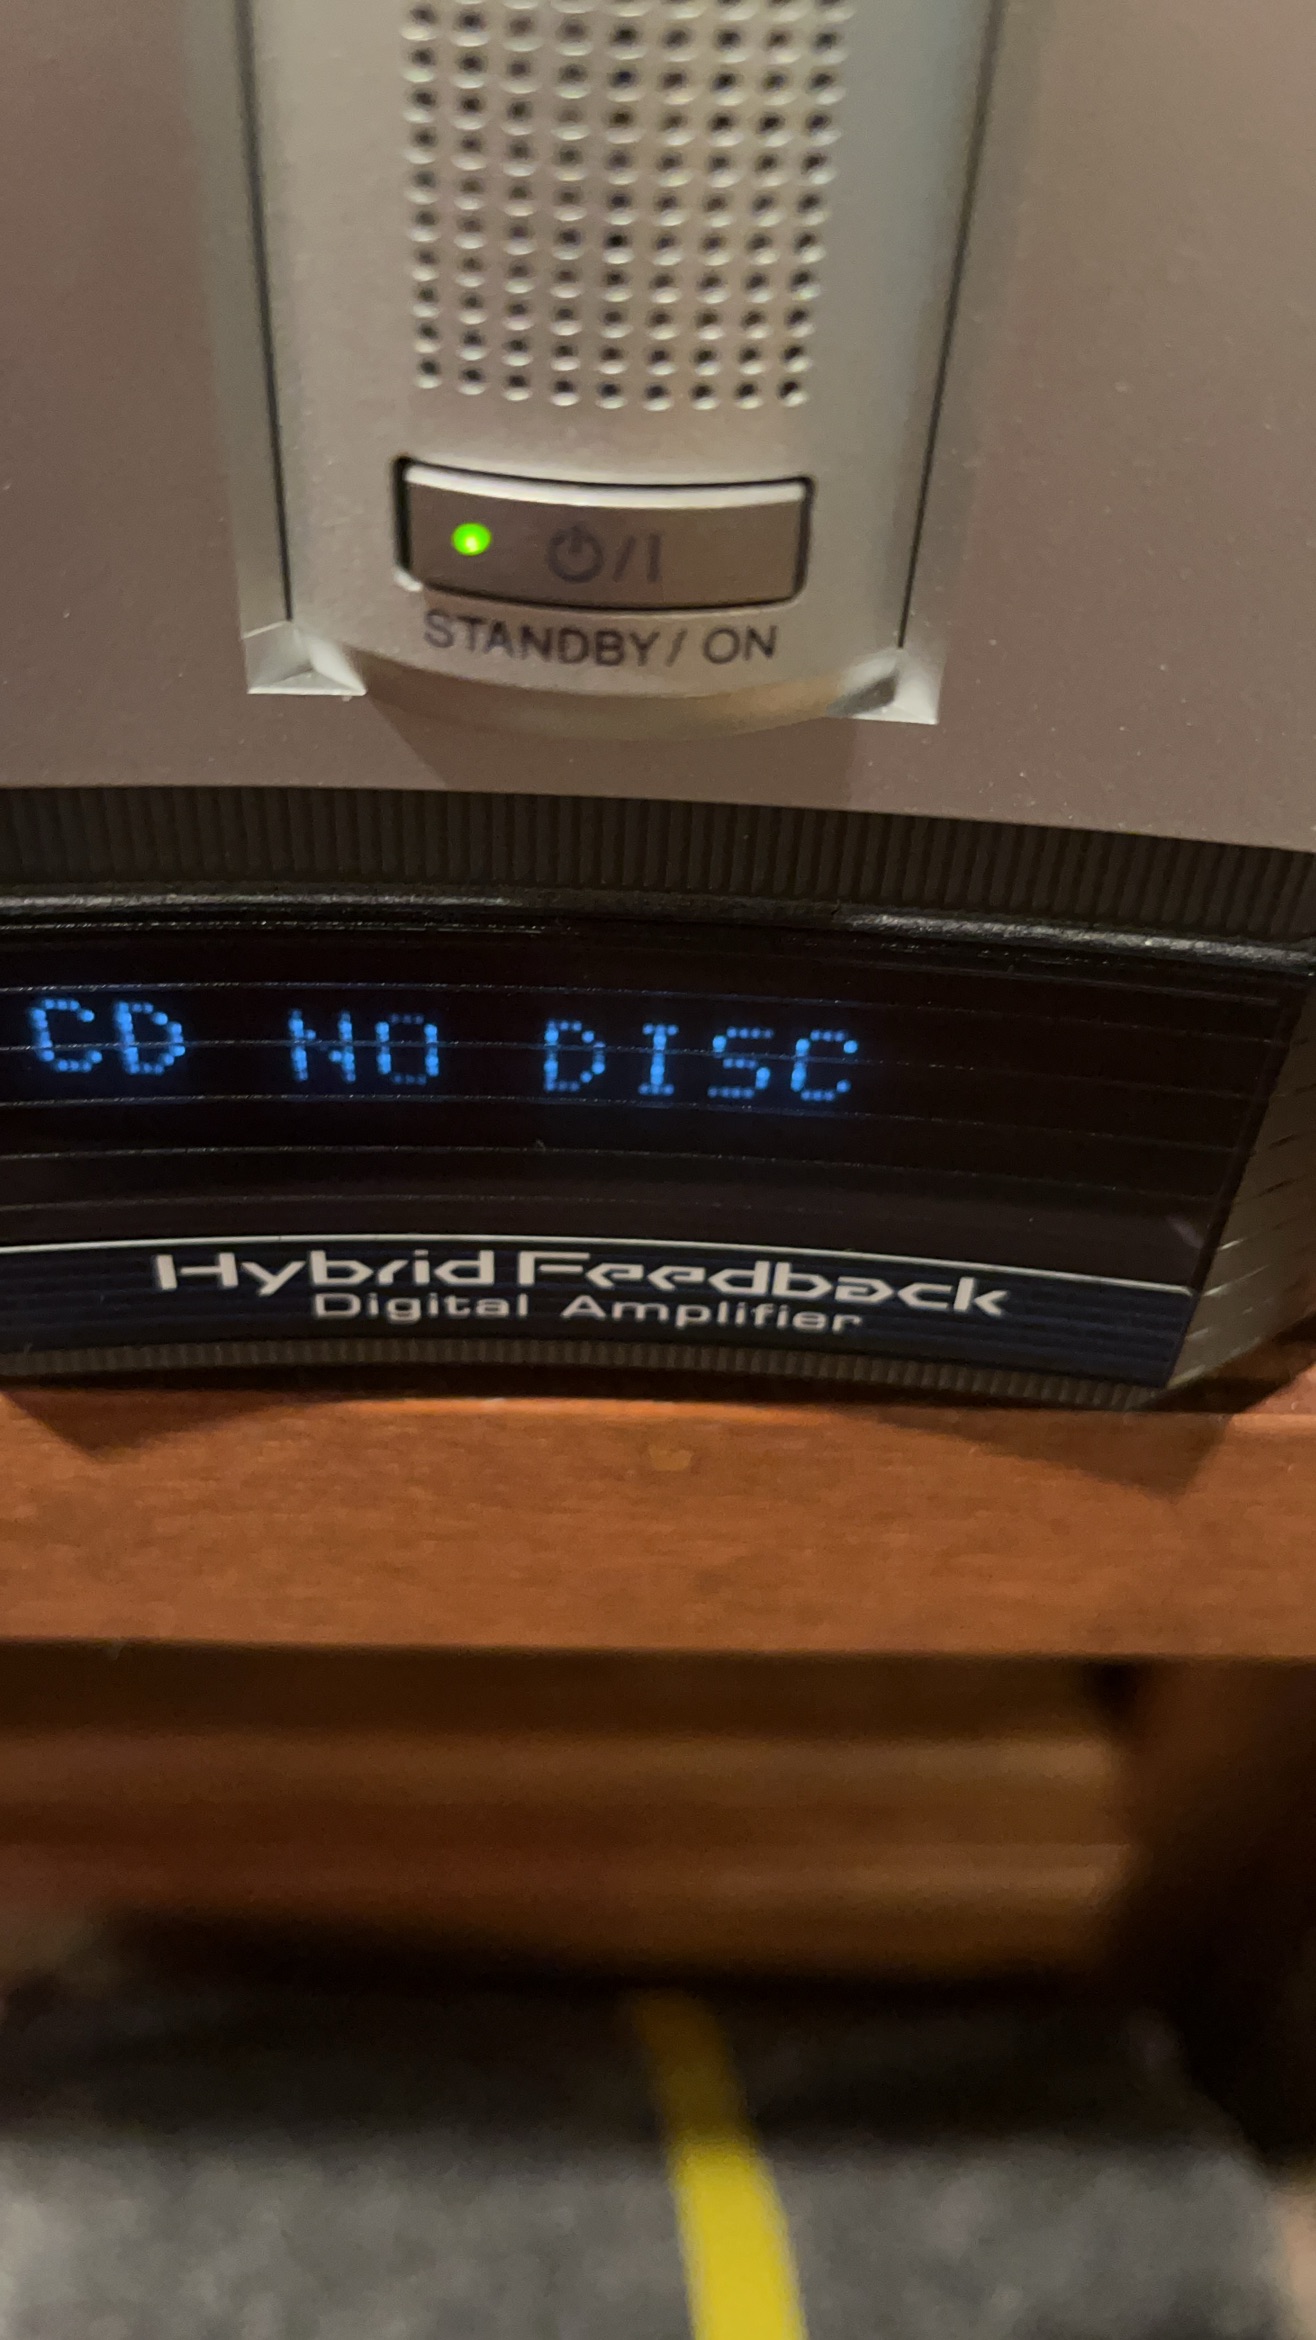 ⏻/I
STANDBY / ON
CD NO DISC
Hybrid Feedback
Digital Amplifier